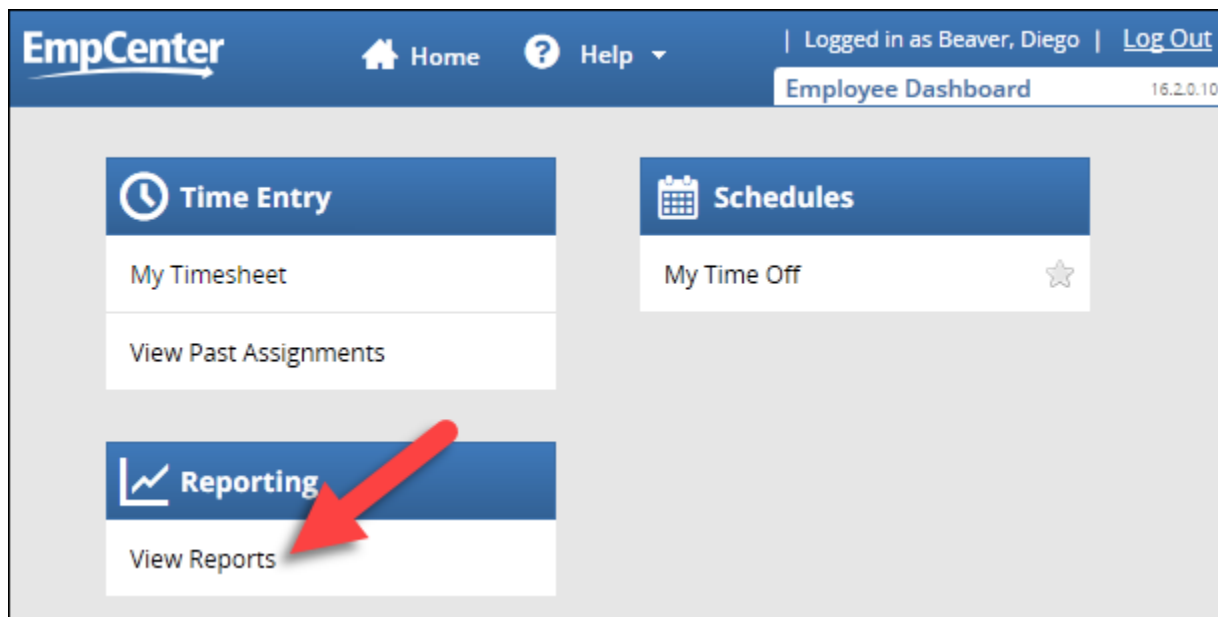 EmpCenter
Home
? Help
| Logged in as Beaver, Diego | Log Out
Employee Dashboard 16.2.0.10
Time Entry
My Timesheet
View Past Assignments
Schedules
My Time Off
Reporting
View Reports